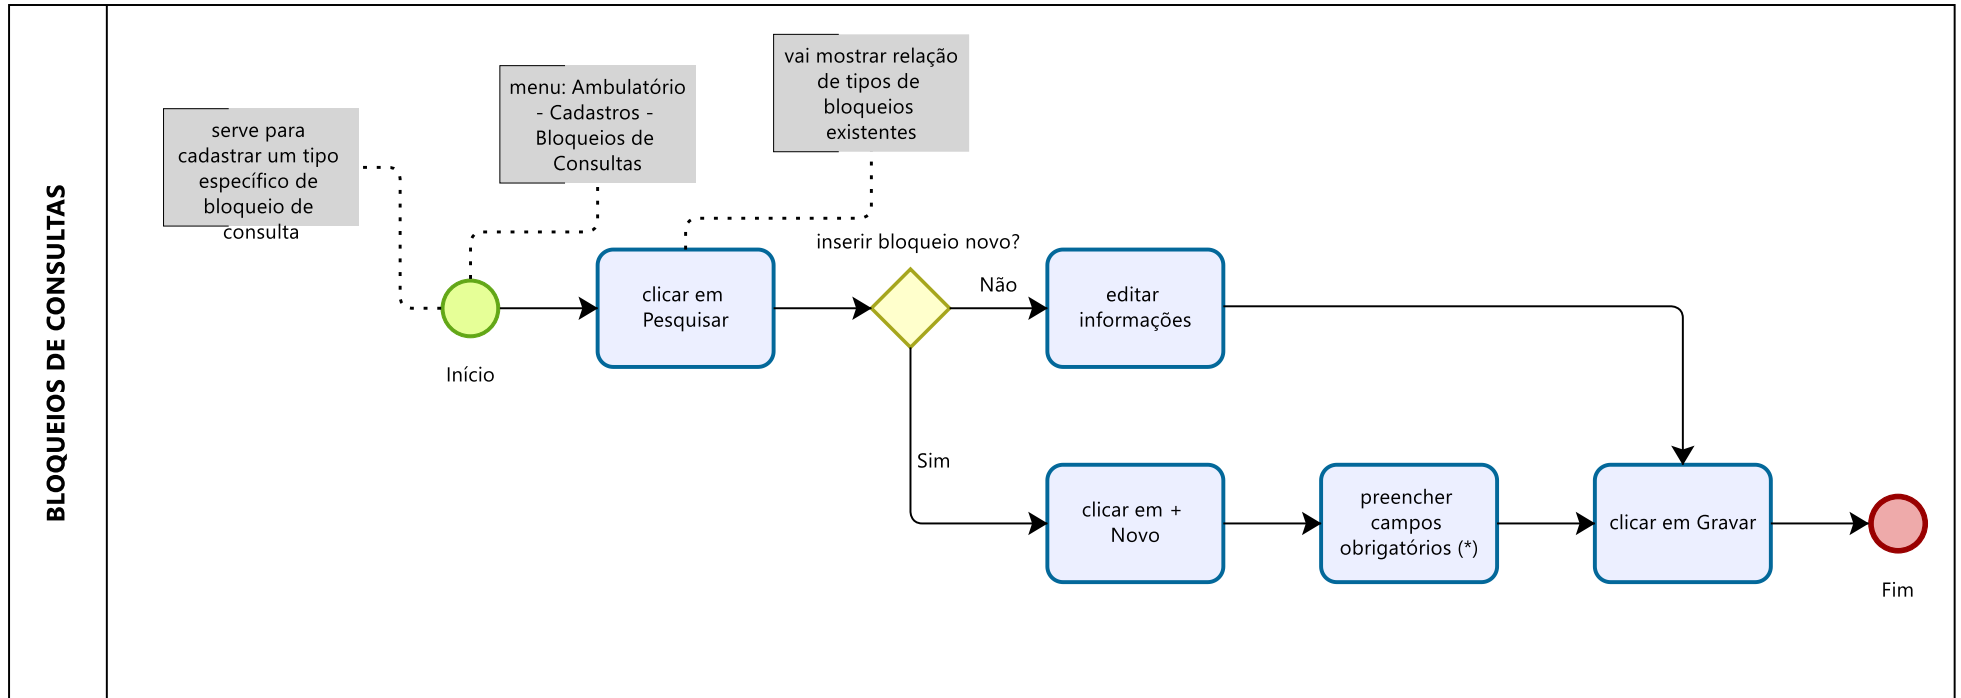 BLOQUEIOS DE CONSULTAS
serve para
cadastrar um tipo
específico de
bloqueio de
consulta
menu: Ambulatório
- Cadastros -
Bloqueios de
Consultas
vai mostrar relação
de tipos de
bloqueios
existentes
Início
clicar em
Pesquisar
inserir bloqueio novo?
Não
editar
informações
Sim
clicar em +
Novo
preencher
campos
obrigatórios (*)
clicar em Gravar
Fim